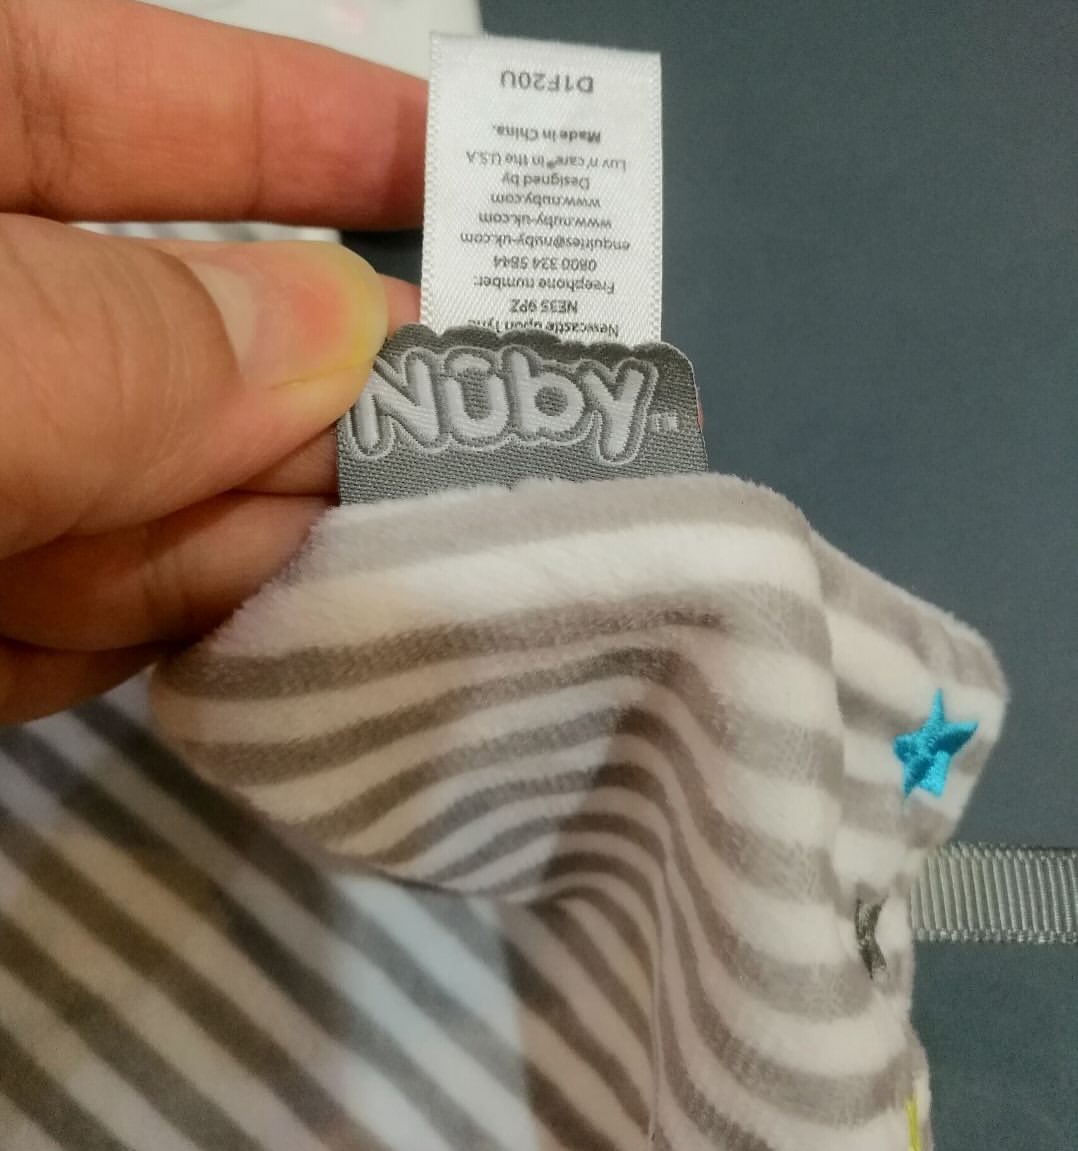 Nuby™
Newcastle upon Tyne
NE35 9PZ
Freephone number:
0800 334 5844
enquiries@nuby-uk.com
www.nuby-uk.com
www.nuby.com
Designed by
Luv n' care® in the U.S.A
Made in China.
D1F20U